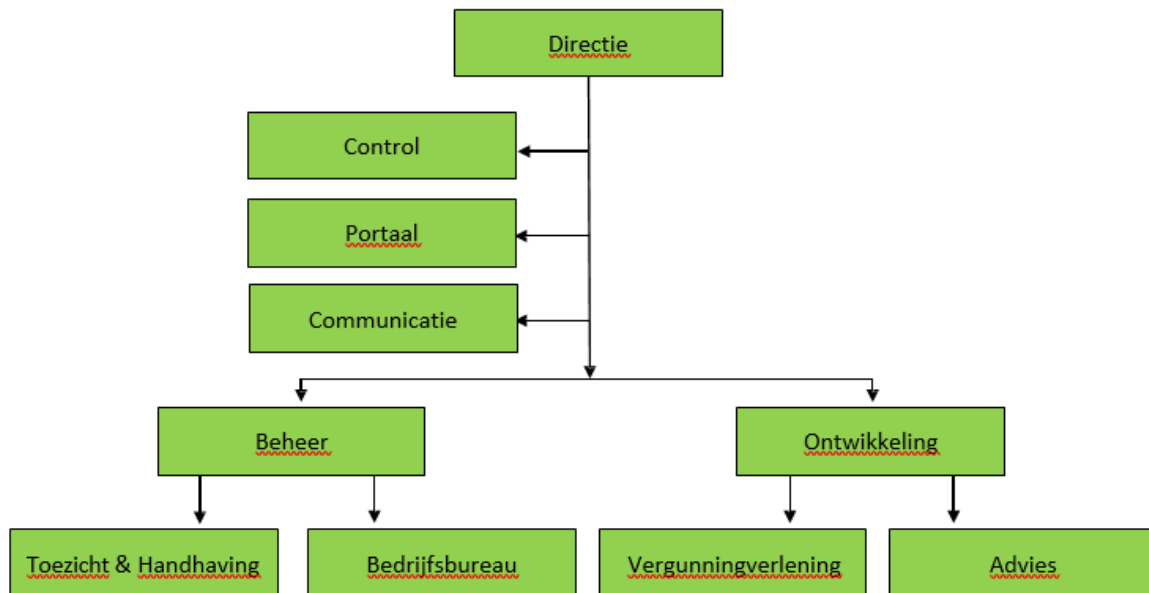 Directie
Control
Portaal
Communicatie
Beheer
Ontwikkeling
Toezicht & Handhaving
Bedrijfsbureau
Vergunningverlening
Advies